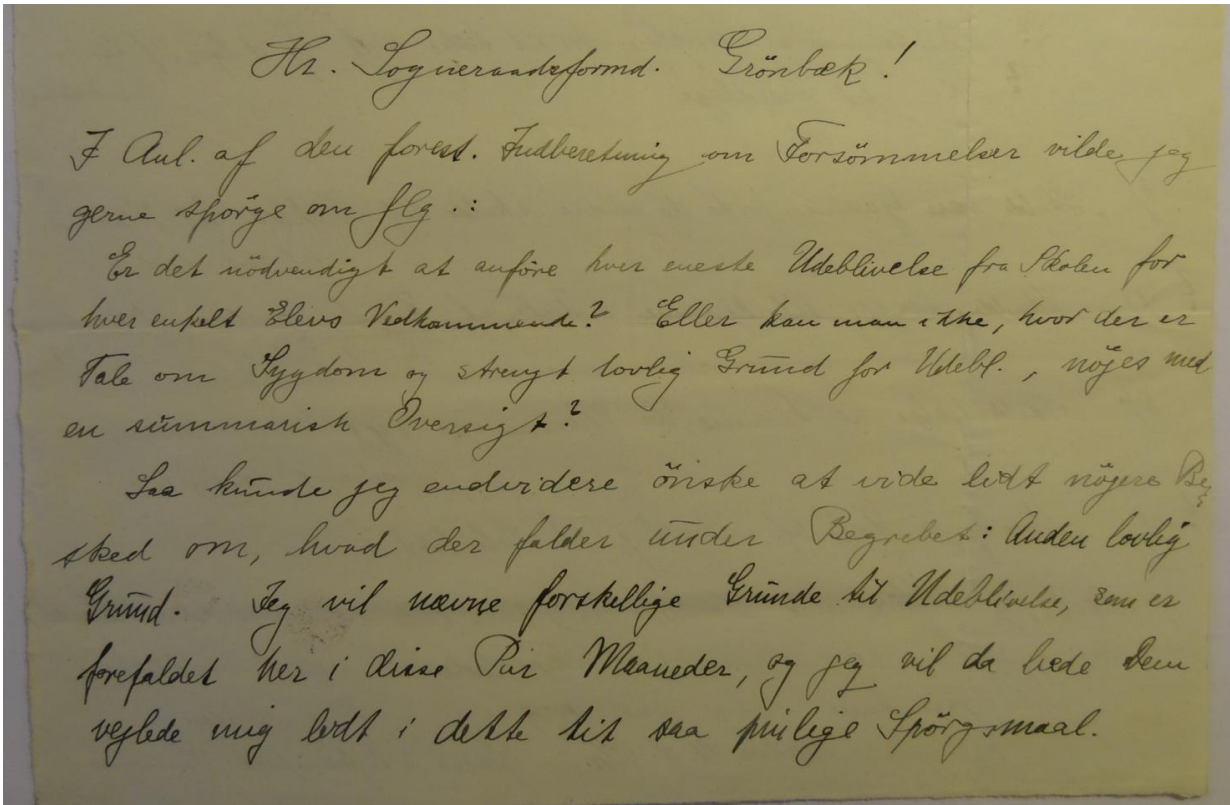 Hr. Sogneraadsformd. Grönbæk!
I Anl. af den forest. Indberetning om Forsömmelser vilde jeg
gerne spörge om flg.:
Er det nödvendigt at anföre hver eneste Udeblivelse fra Skolen for
hver enkelt Elevs Vedkommende? Eller kan man ikke, hvor der er
Tale om Sygdom og strengt lovlig Grund for Udebl., nöjes med
en summarisk Oversigt?
Saa kunde jeg endvidere önske at vide lidt nöjere Be-
sked om, hvad der falder under Begrebet: Anden lovlig
Grund. Jeg vil nævne forskellige Grunde til Udeblivelse, som er
forefaldet her i disse Par Maaneder, og jeg vil da bede Dem
vejlede mig lidt i dette tit saa pinlige Spörgsmaal.